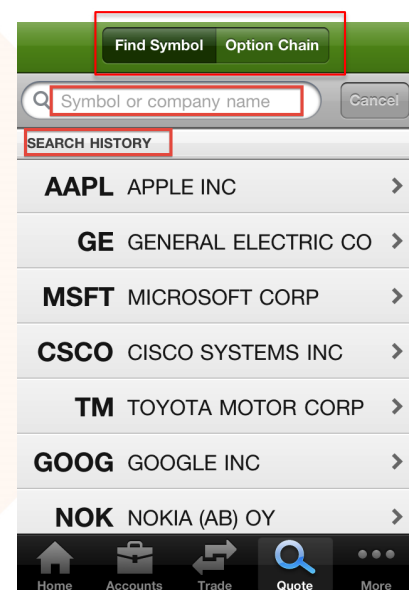 Find Symbol Option Chain
Symbol or company name Cancel
SEARCH HISTORY
AAPL APPLE INC
GE GENERAL ELECTRIC CO
MSFT MICROSOFT CORP
CSCO CISCO SYSTEMS INC
TM TOYOTA MOTOR CORP
GOOG GOOGLE INC
NOK NOKIA (AB) OY
Home Accounts Trade Quote More